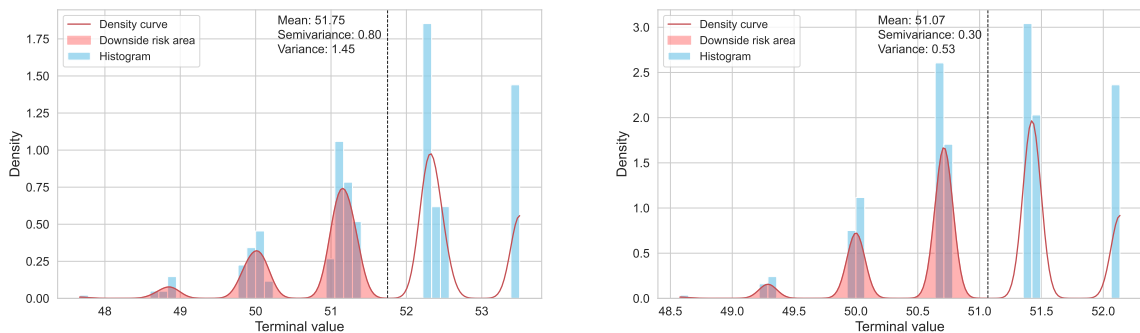 Density curve
Downside risk area
Histogram
Mean: 51.75
Semivariance: 0.80
Variance: 1.45
1.75
1.50
1.25
1.00
0.75
0.50
0.25
0.00
Density
48
49
50
51
52
53
Terminal value
Density curve
Downside risk area
Histogram
Mean: 51.07
Semivariance: 0.30
Variance: 0.53
3.0
2.5
2.0
1.5
1.0
0.5
0.0
Density
48.5
49.0
49.5
50.0
50.5
51.0
51.5
52.0
Terminal value